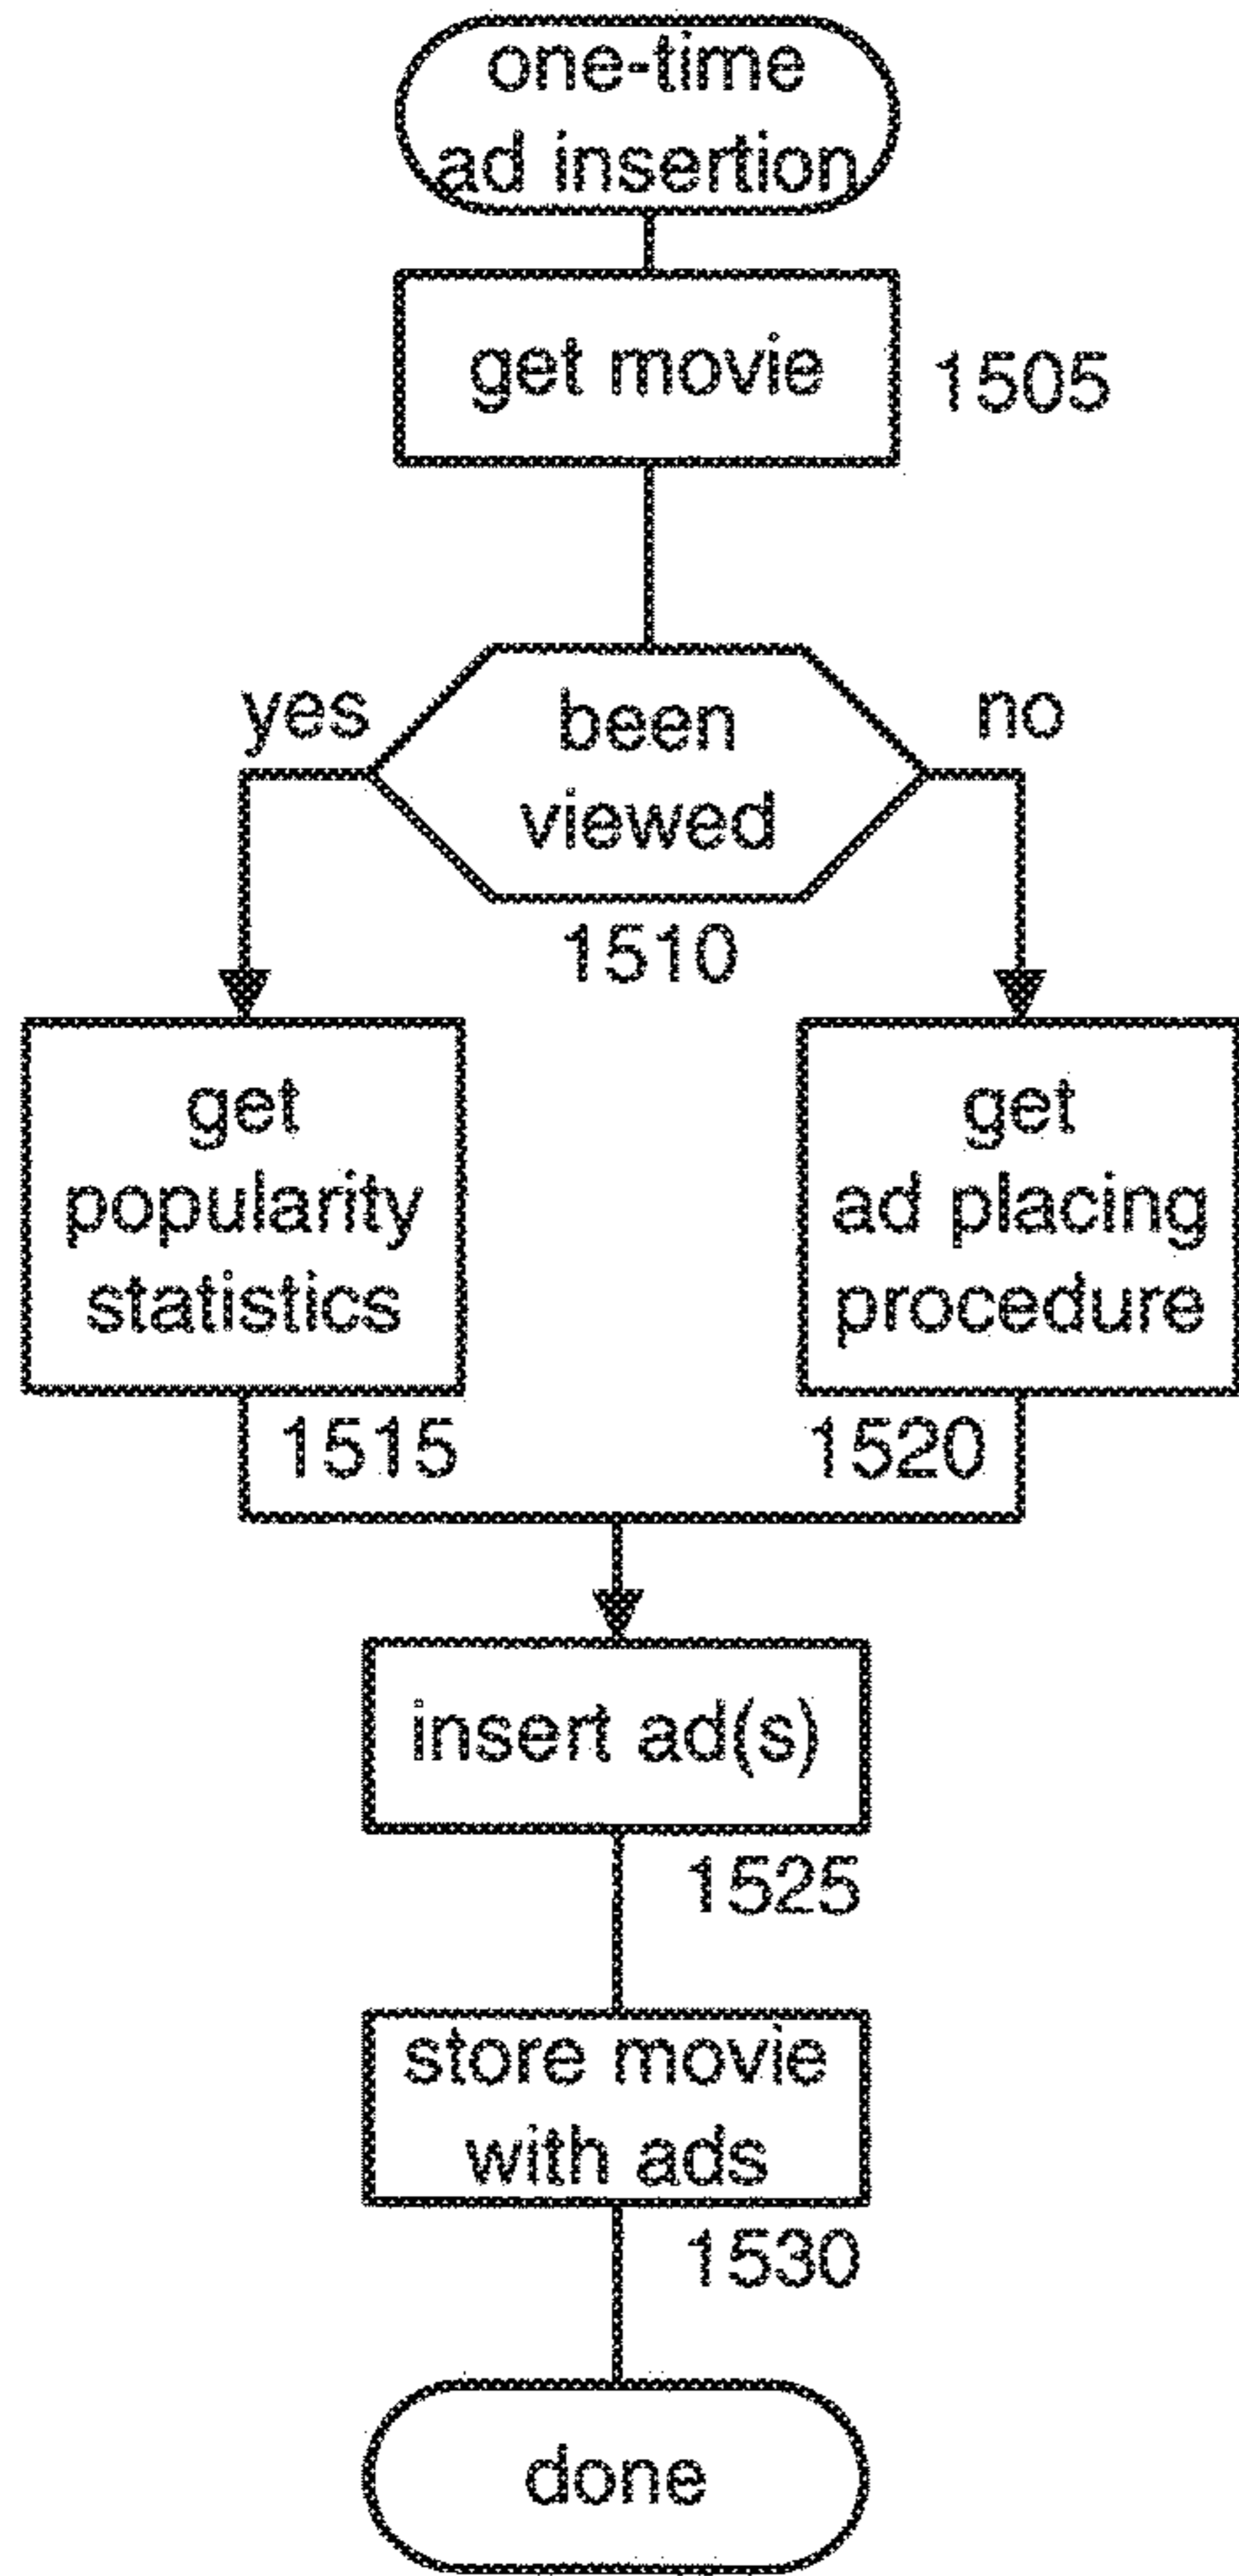 one-time
ad insertion
get movie
1505
yes
been
viewed
no
1510
get
popularity
statistics
1515
get
ad placing
procedure
1520
insert ad(s)
1525
store movie
with ads
1530
done